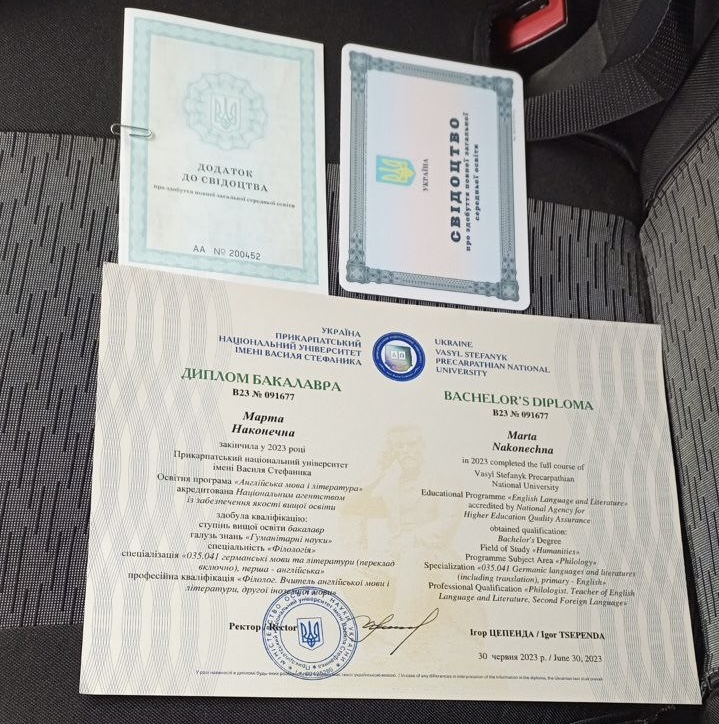 ДОДАТОК
ДО СВІДОЦТВА
про здобуття повної загальної середньої освіти
АА № 200452
УКРАЇНА
СВІДОЦТВО
про здобуття повної загальної
середньої освіти
УКРАЇНА
ПРИКАРПАТСЬКИЙ
НАЦІОНАЛЬНИЙ УНІВЕРСИТЕТ
ІМЕНІ ВАСИЛЯ СТЕФАНИКА
ДИПЛОМ БАКАЛАВРА
B23 № 091677
Марта
Наконечна
закінчила у 2023 році
Прикарпатський національний університет
імені Василя Стефаника
Освітня програма «Англійська мова і література»
акредитована Національним агентством
із забезпечення якості вищої освіти
здобула кваліфікацію:
ступінь вищої освіти бакалавр
галузь знань «Гуманітарні науки»
спеціальність «Філологія»
спеціалізація «035.041 германські мови та літератури (переклад
включно), перша - англійська»
професійна кваліфікація «Філолог. Вчитель англійської мови і
літератури, другої іноземної мови»
UKRAINE
VASYL STEFANYK
PRECARPATHIAN NATIONAL
UNIVERSITY
BACHELOR'S DIPLOMA
B23 № 091677
Marta
Nakonechna
in 2023 completed the full course of
Vasyl Stefanyk Precarpathian
National University
Educational Programme «English Language and Literature»
accredited by National Agency for
Higher Education Quality Assurance
obtained qualification:
Bachelor's Degree
Field of Study «Humanities»
Programme Subject Area «Philology»
Specialization «035.041 Germanic languages and literatures
(including translation), primary - English»
Professional Qualification «Philologist. Teacher of English
Language and Literature, Second Foreign Language»
Ректор / Rector
Ігор ЦЕПЕНДА / Igor TSEPENDA
30 червня 2023 р. / June 30, 2023